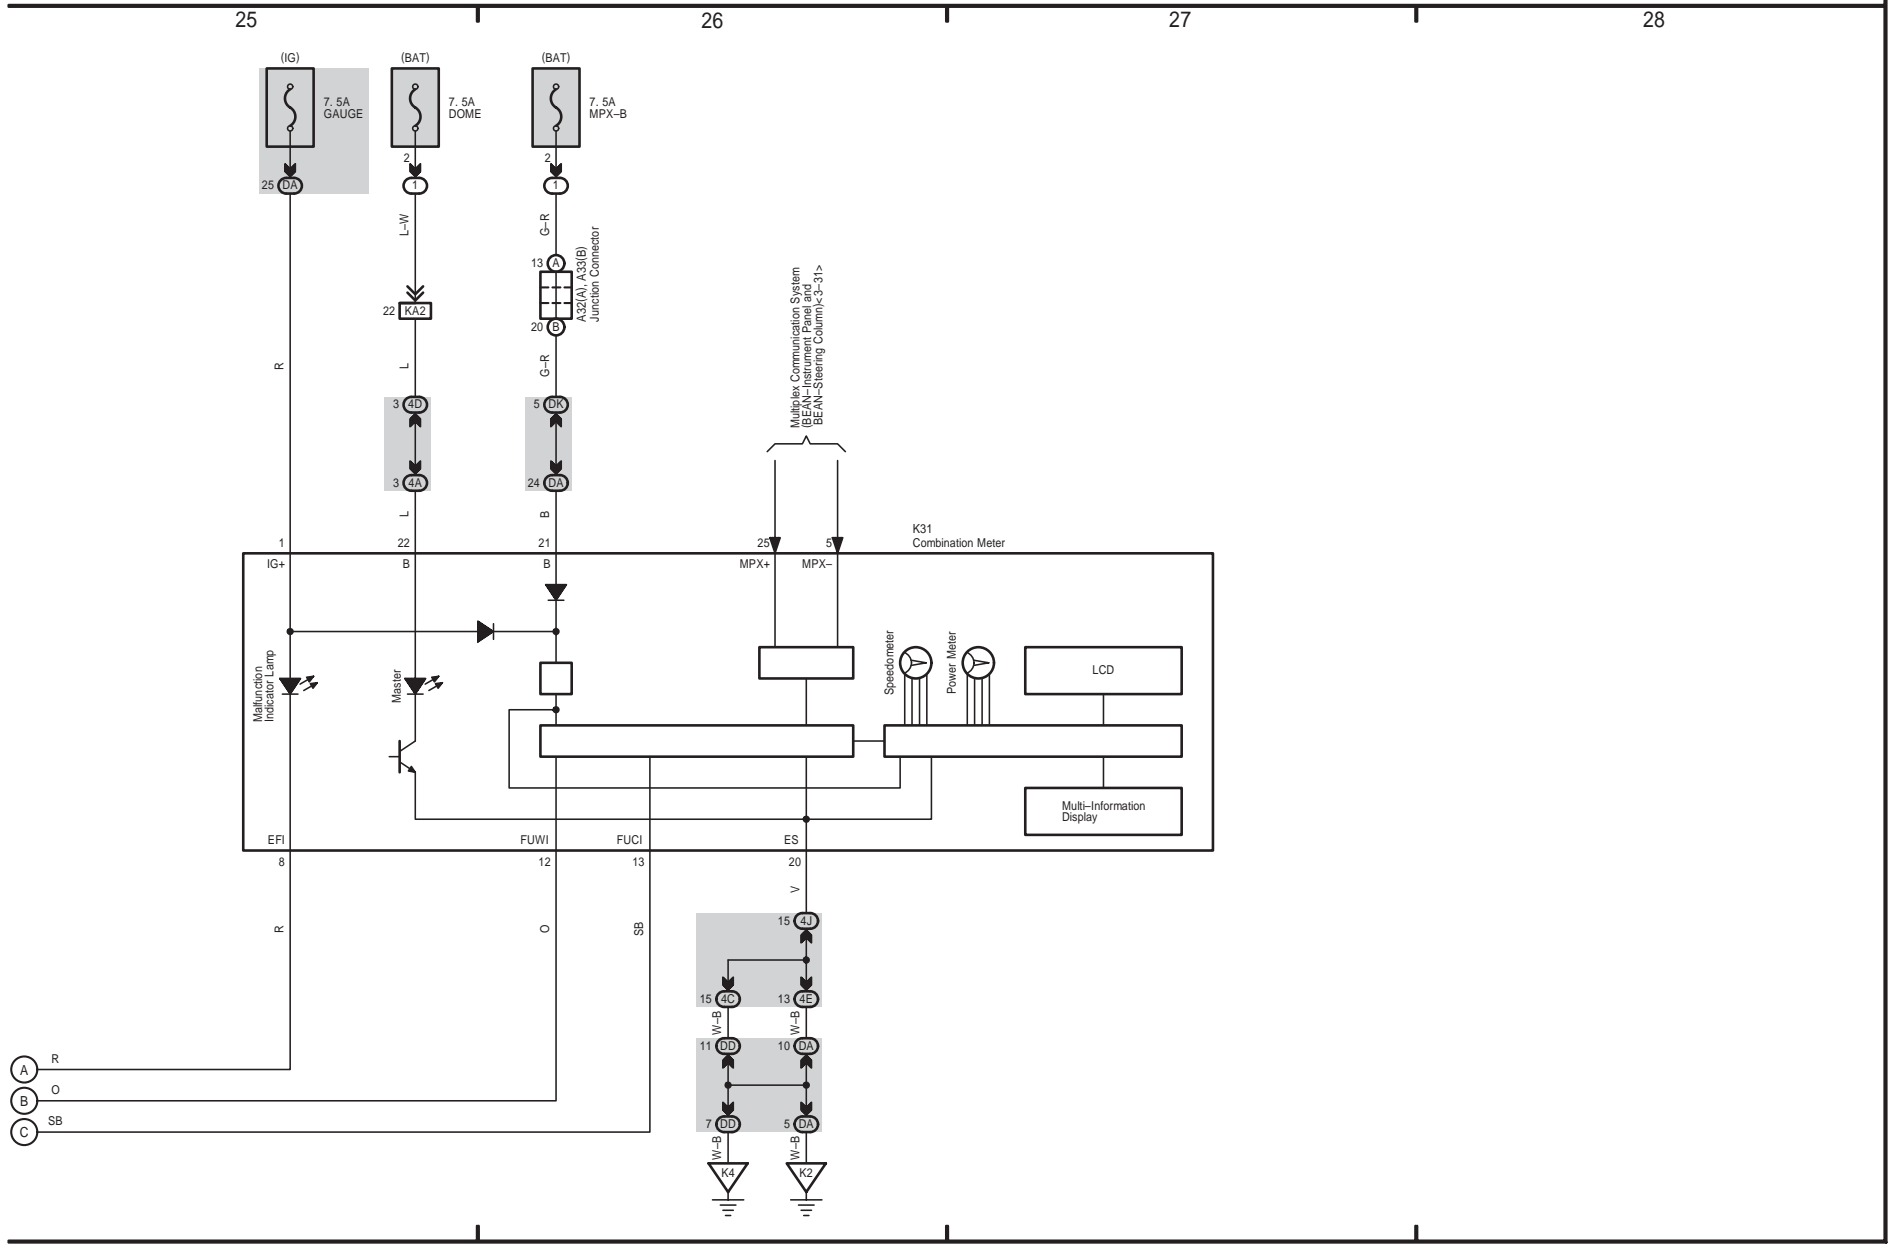 25
26
27
28
(IG)
(BAT)
(BAT)
7. 5A
GAUGE
7. 5A
DOME
7. 5A
MPX–B
2
2
25 DA
1
1
L–W
G–R
13 A
A32(A), A33(B)
Junction Connector
22 KA2
20 B
Multiplex Communication System
(BEAN–Instrument Panel and
BEAN–Steering Column)<3–31>
R
L
G–R
3 4D
5 DK
3 4A
24 DA
L
B
K31
Combination Meter
1
22
21
25
5
IG+
B
B
MPX+
MPX–
Malfunction
Indicator Lamp
Master
Speedometer
Power Meter
LCD
Multi–Information
Display
EFI
FUWI
FUCI
ES
8
12
13
20
V
R
O
SB
15 4J
15 4C
13 4E
W–B
W–B
11 DD
10 DA
7 DD
5 DA
W–B
W–B
K4
K2
A
R
B
O
C
SB